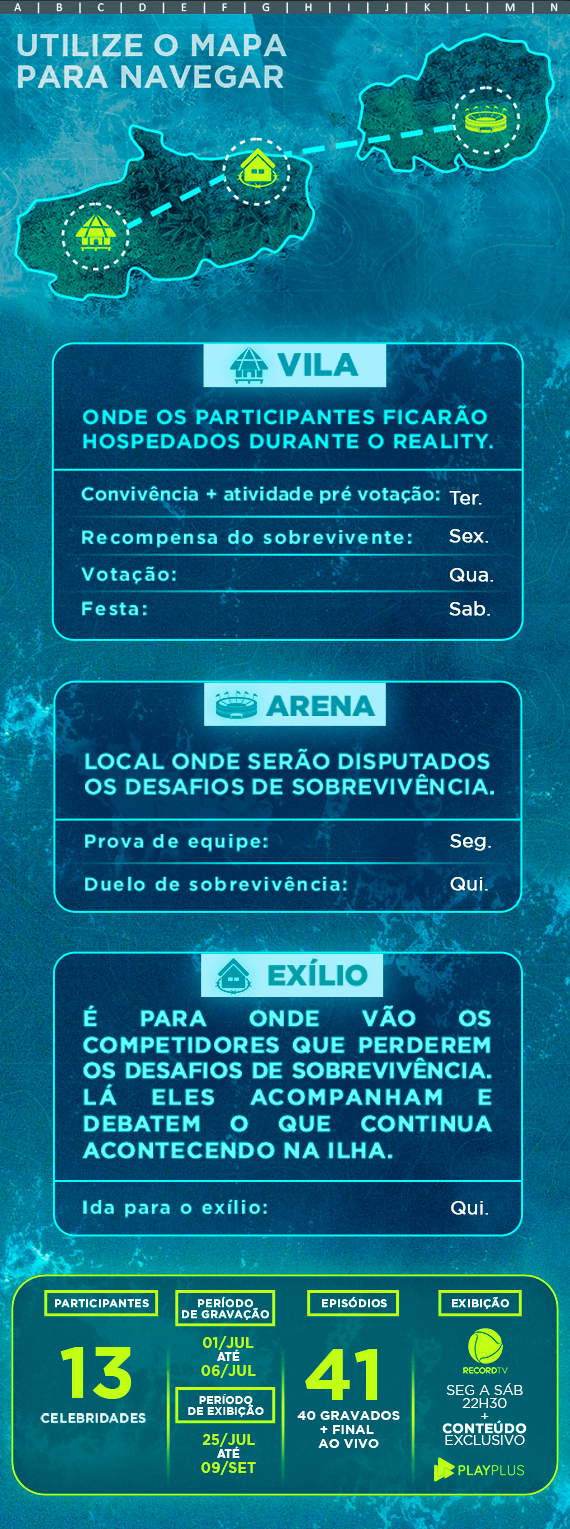 A | B | C | D | E | F | G | H | I | J | K | L | M | N
UTILIZE O MAPA
PARA NAVEGAR
VILA
ONDE OS PARTICIPANTES FICARÃO
HOSPEDADOS DURANTE O REALITY.
Convivência + atividade pré votação: Ter.
Recompensa do sobrevivente: Sex.
Votação: Qua.
Festa: Sab.
ARENA
LOCAL ONDE SERÃO DISPUTADOS
OS DESAFIOS DE SOBREVIVÊNCIA.
Prova de equipe: Seg.
Duelo de sobrevivência: Qui.
EXÍLIO
É PARA ONDE VÃO OS
COMPETIDORES QUE PERDEREM
OS DESAFIOS DE SOBREVIVÊNCIA.
LÁ ELES ACOMPANHAM E
DEBATEM O QUE CONTINUA
ACONTECENDO NA ILHA.
Ida para o exílio: Qui.
PARTICIPANTES
13
CELEBRIDADES
PERÍODO
DE GRAVAÇÃO
01/JUL
ATÉ
06/JUL
PERÍODO
DE EXIBIÇÃO
25/JUL
ATÉ
09/SET
EPISÓDIOS
41
40 GRAVADOS
+ FINAL
AO VIVO
EXIBIÇÃO
RECORDTV
SEG A SÁB
22H30
+
CONTEÚDO
EXCLUSIVO
PLAYPLUS